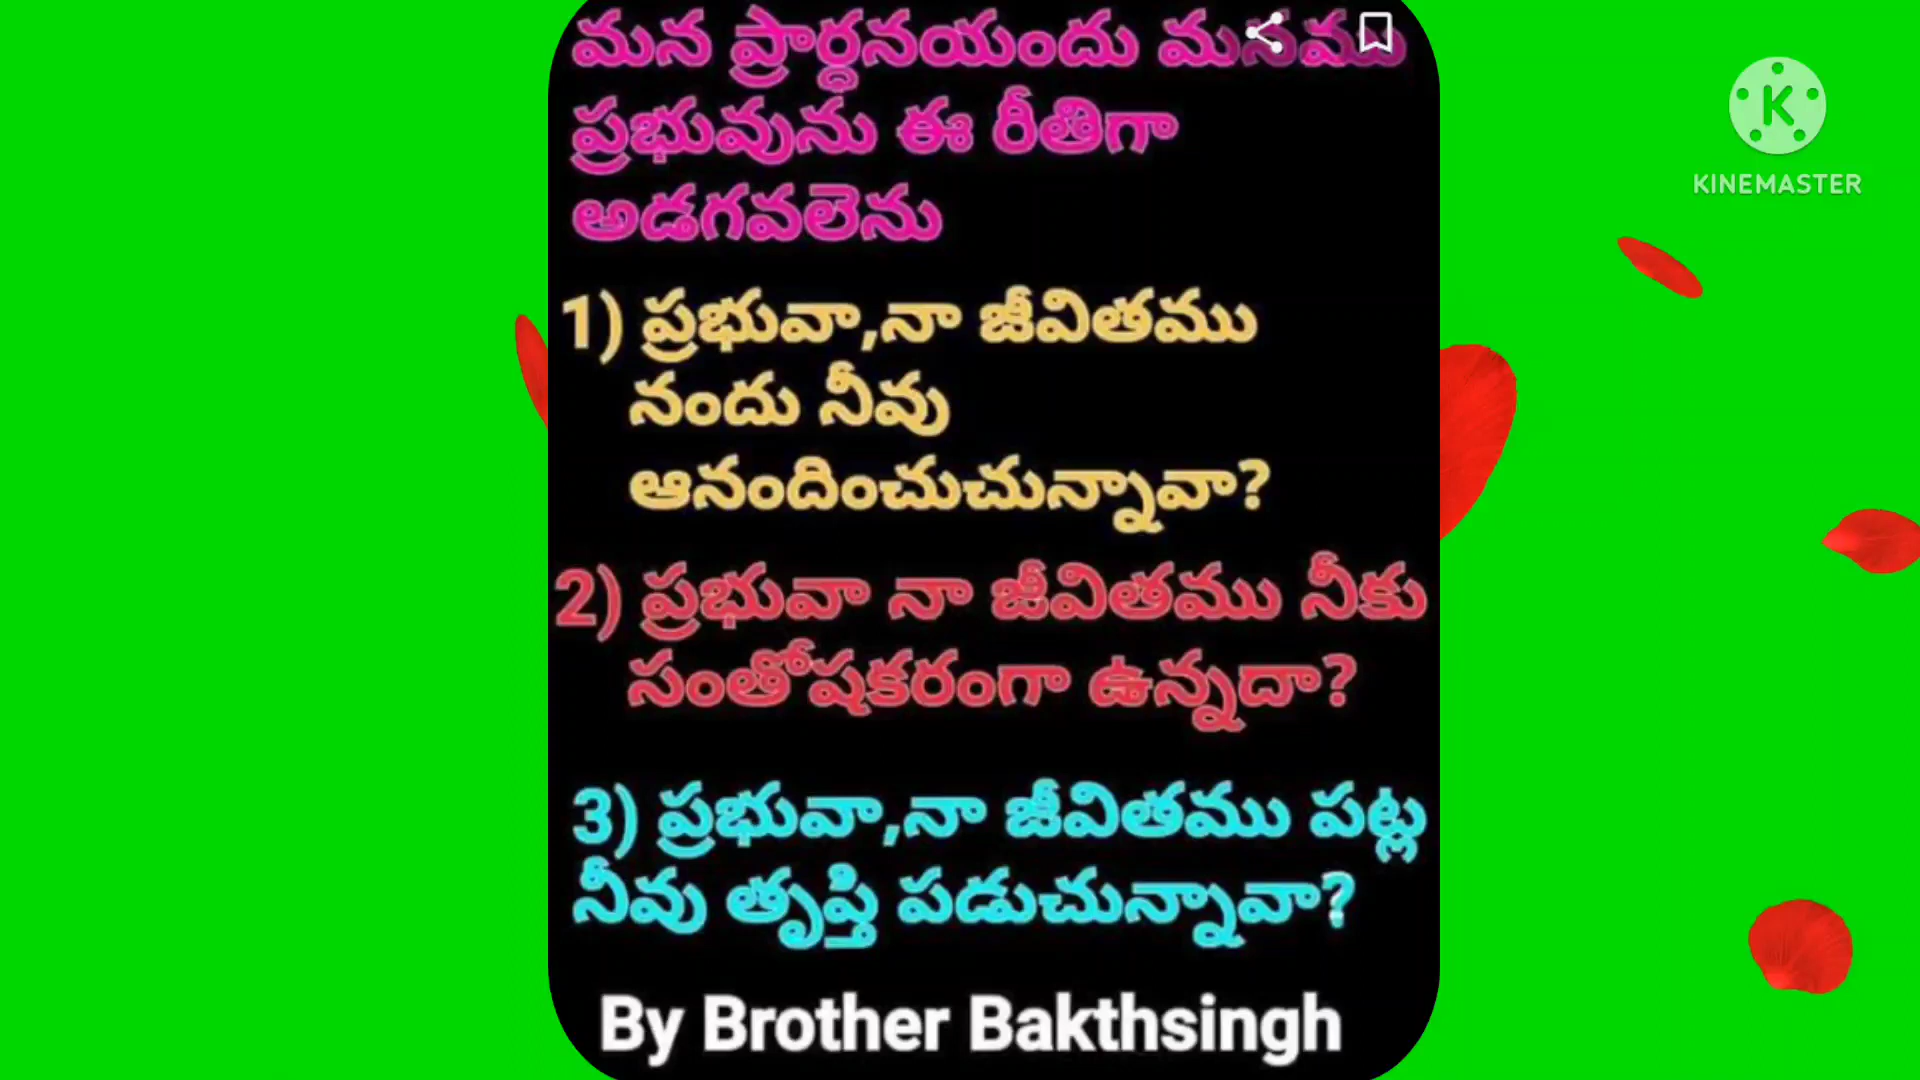 మన ప్రార్ధనయందు మనము
ప్రభువును ఈ రీతిగా
అడగవలెను
1) ప్రభువా,నా జీవితము
నందు నీవు
ఆనందించుచున్నావా?
2) ప్రభువా నా జీవితము నీకు
సంతోషకరంగా ఉన్నదా?
3) ప్రభువా,నా జీవితము పట్ల
నీవు తృప్తి పడుచున్నావా?
By Brother Bakthsingh
K
KINEMASTER